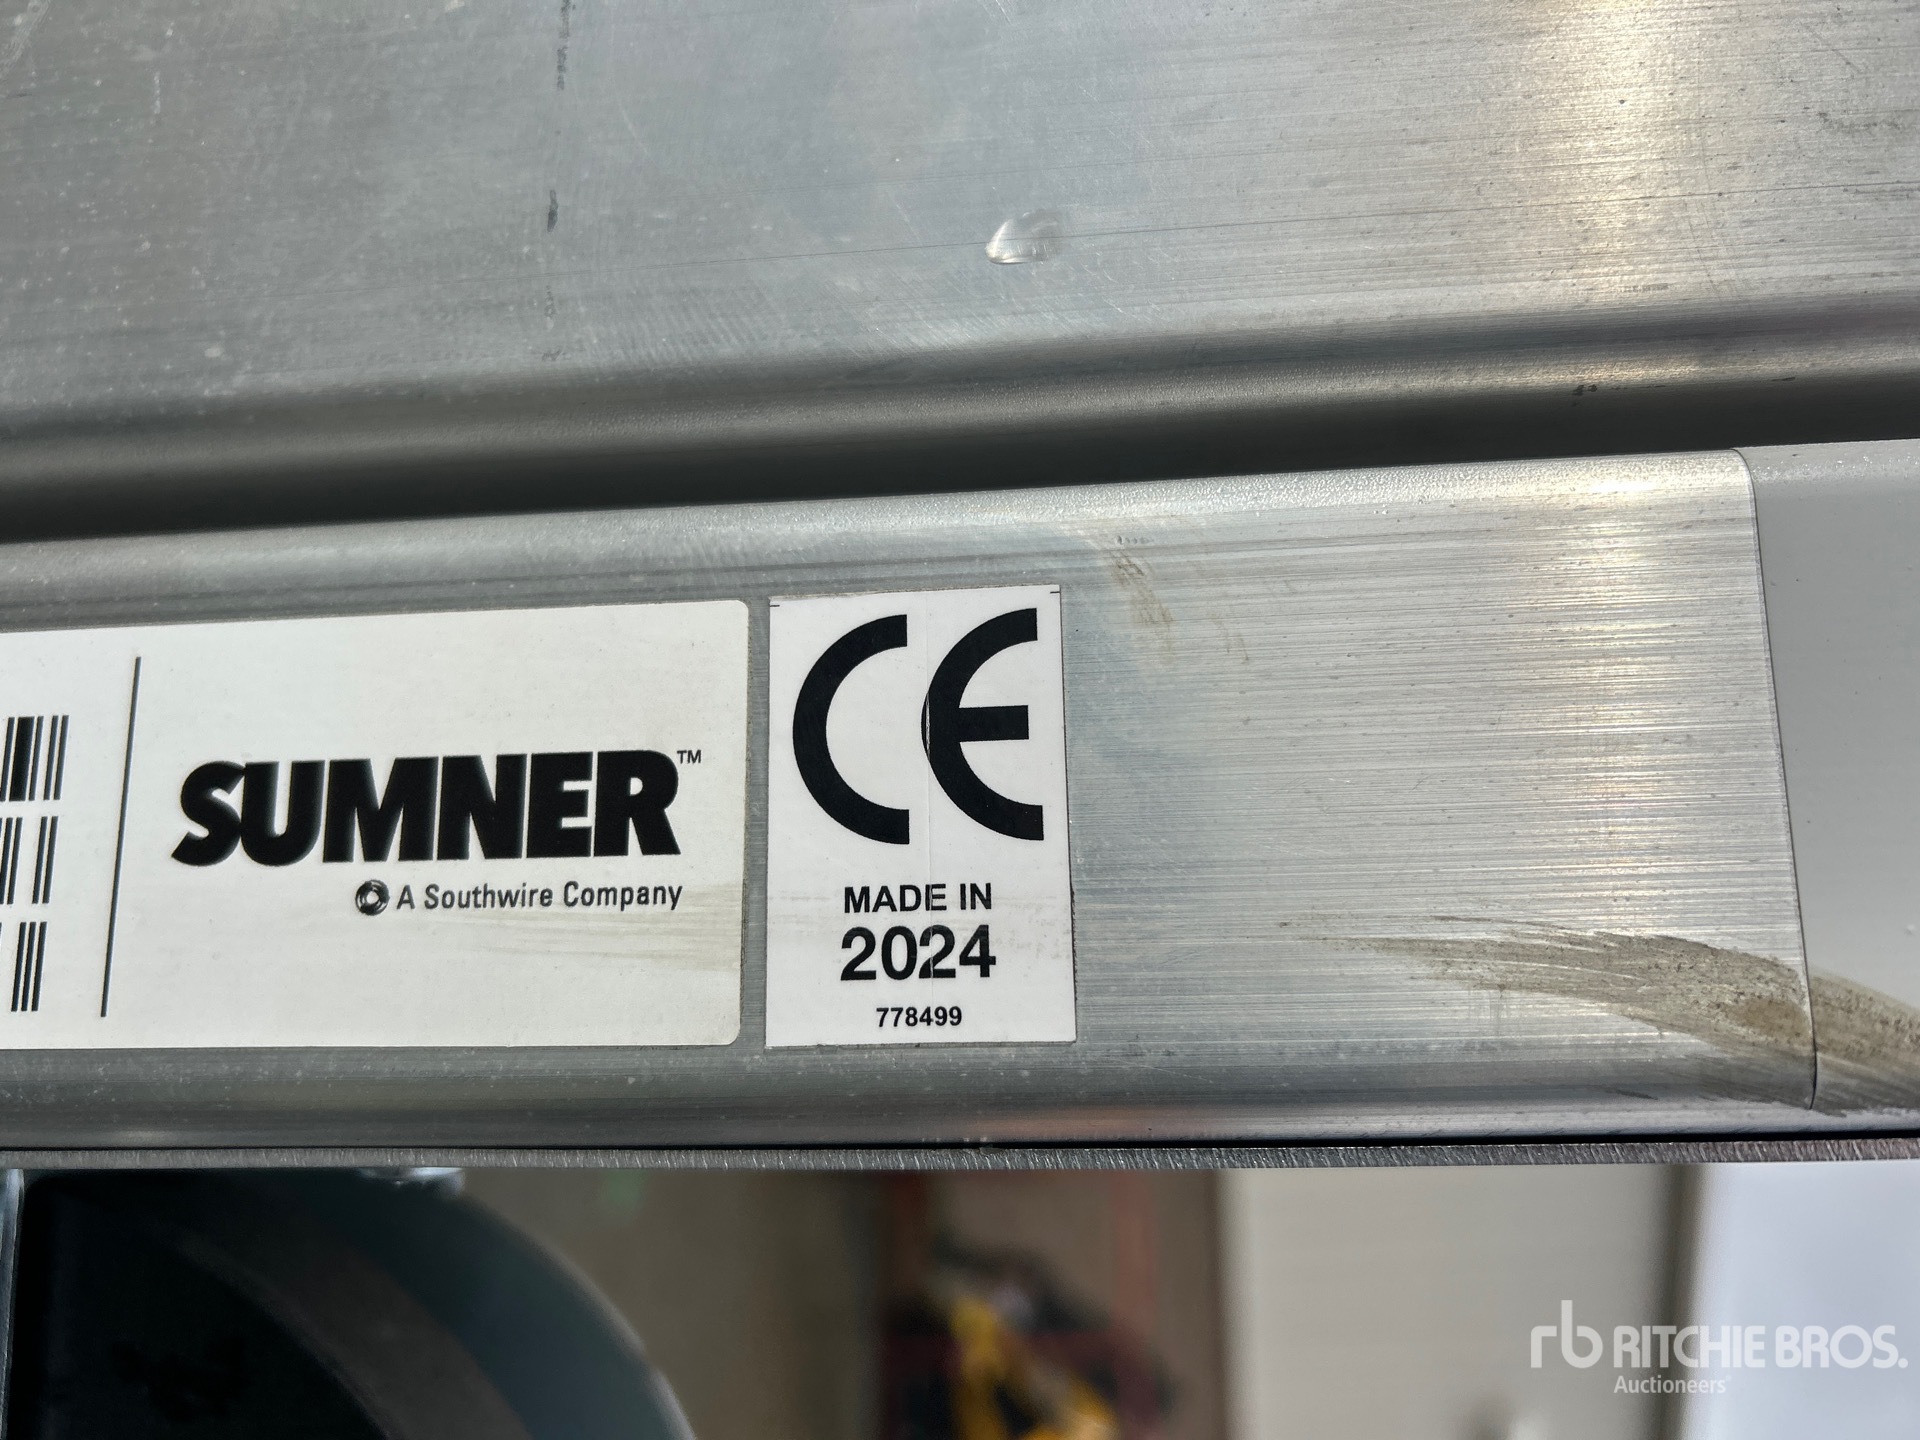 SUMNER™
A Southwire Company
CE
MADE IN
2024
778499
rb RITCHIE BROS.
Auctioneers